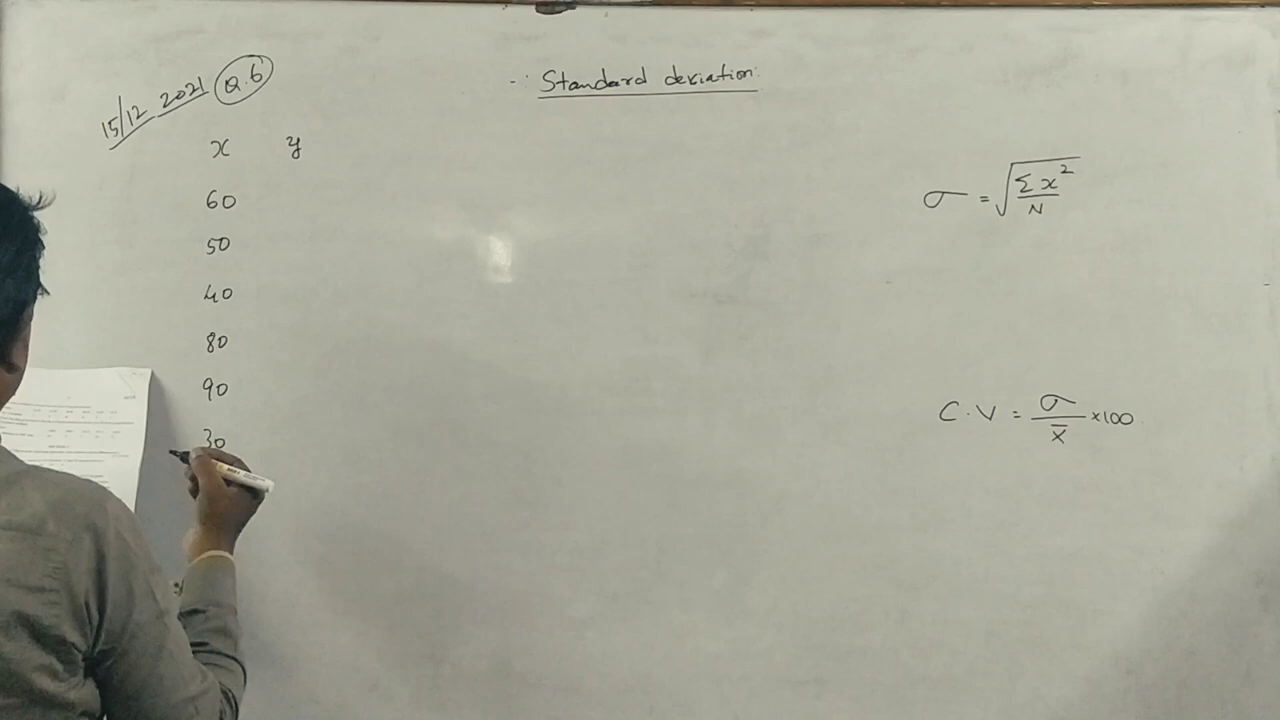 Standard deviation
15/12 2021 Q.6
x y
60
50
40
80
90
30
σ = √Σx²/N
C.V = σ/x̄ ×100